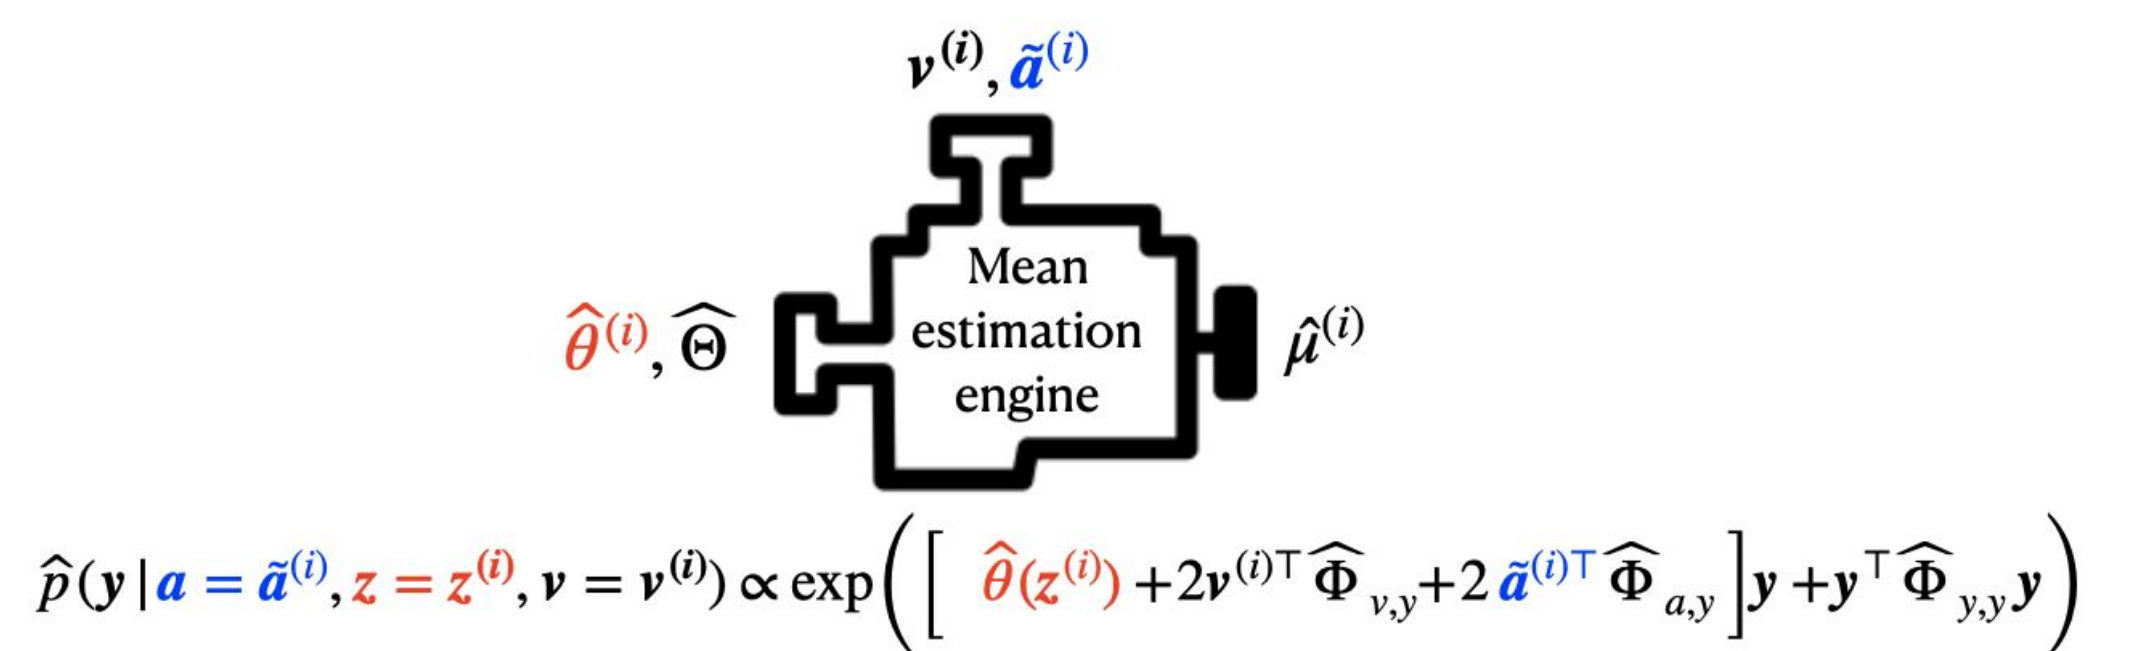 v^(i), ã^(i)
Mean
estimation
engine
θ̂^(i), Θ̂
μ̂^(i)
p̂(y|a = ã^(i), z = z^(i), v = v^(i)) ∝ exp([ θ̂(z^(i)) +2v^(i)⊤ Φ̂_v,y+2 ã^(i)⊤ Φ̂_a,y ]y +y^⊤ Φ̂_y,y y)